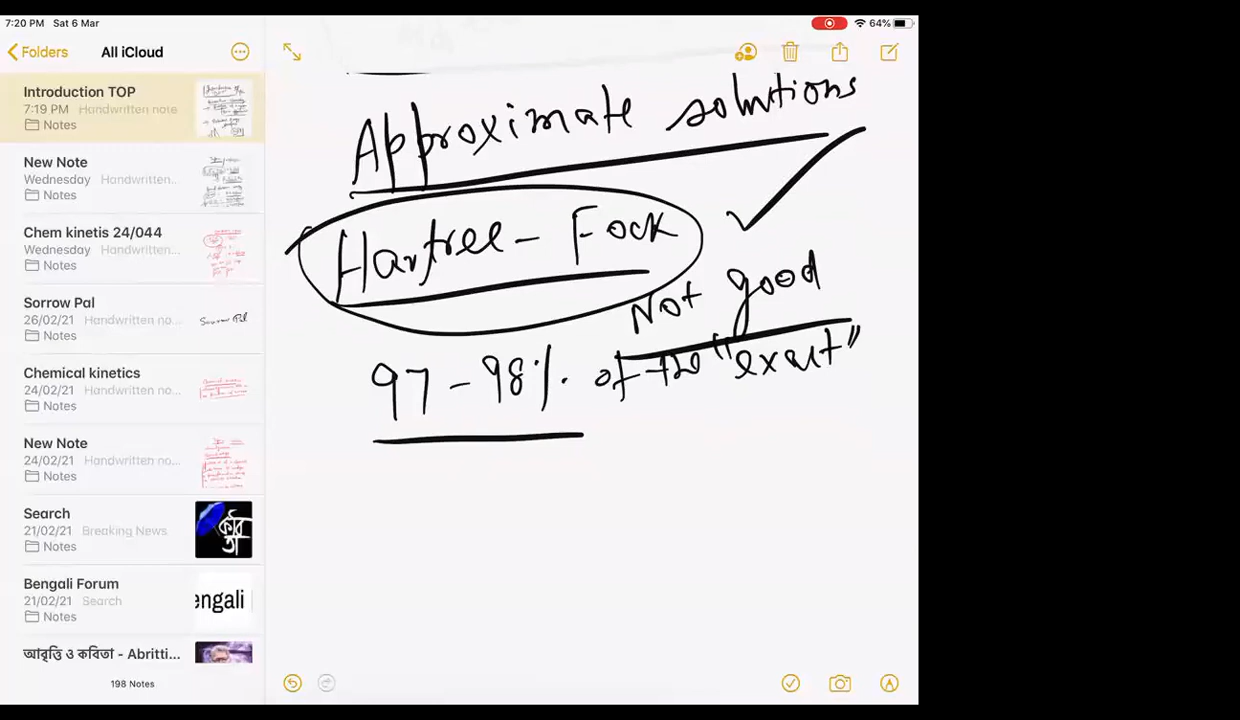 7:20 PM Sat 6 Mar
64%
Folders
All iCloud
Introduction TOP
7:19 PM Handwritten note
Notes
New Note
Wednesday Handwritten...
Notes
Chem kinetis 24/044
Wednesday Handwritten...
Notes
Sorrow Pal
26/02/21 Handwritten no...
Notes
Chemical kinetics
24/02/21 Handwritten no...
Notes
New Note
24/02/21 Handwritten no...
Notes
Search
21/02/21 Breaking News
Notes
Bengali Forum
21/02/21 Search
Notes
engali
আবৃত্তি ও কবিতা - Abritti...
198 Notes
Approximate solutions
Hartree - Fock
Not good
97 - 98% of the "exact"